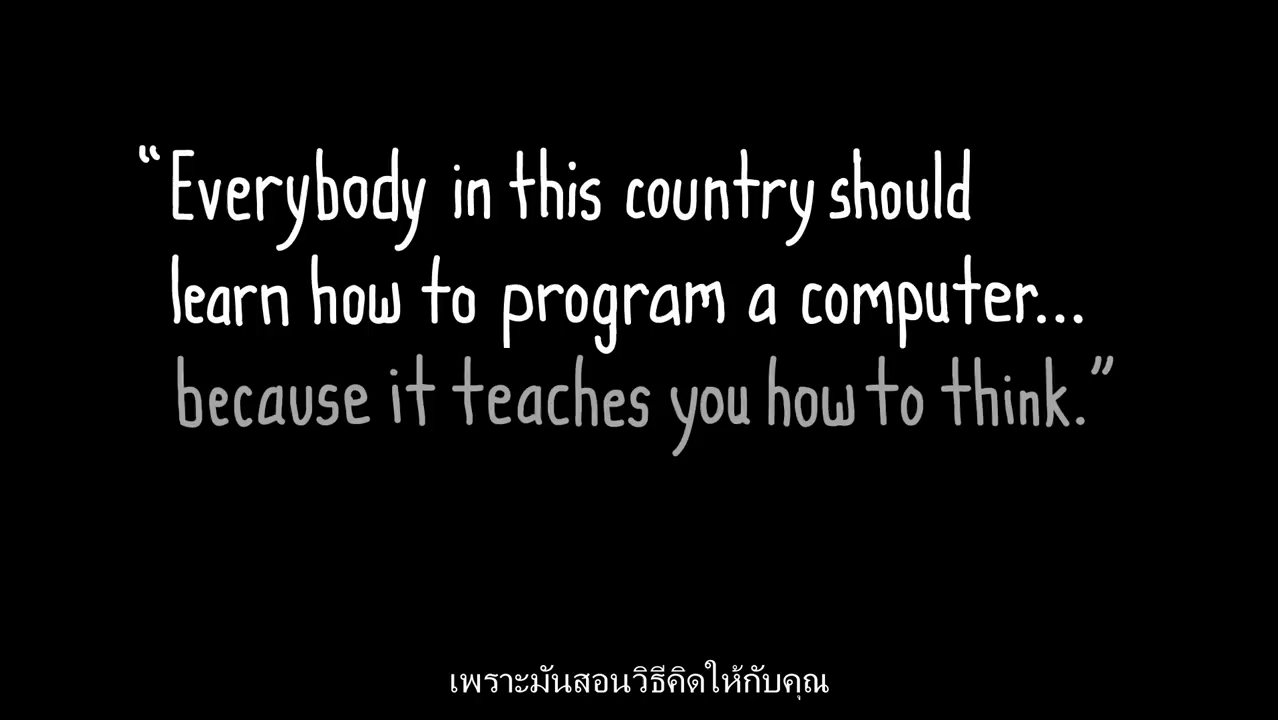 “Everybody in this country should
learn how to program a computer...
because it teaches you how to think.”
เพราะมันสอนวิธีคิดให้กับคุณ